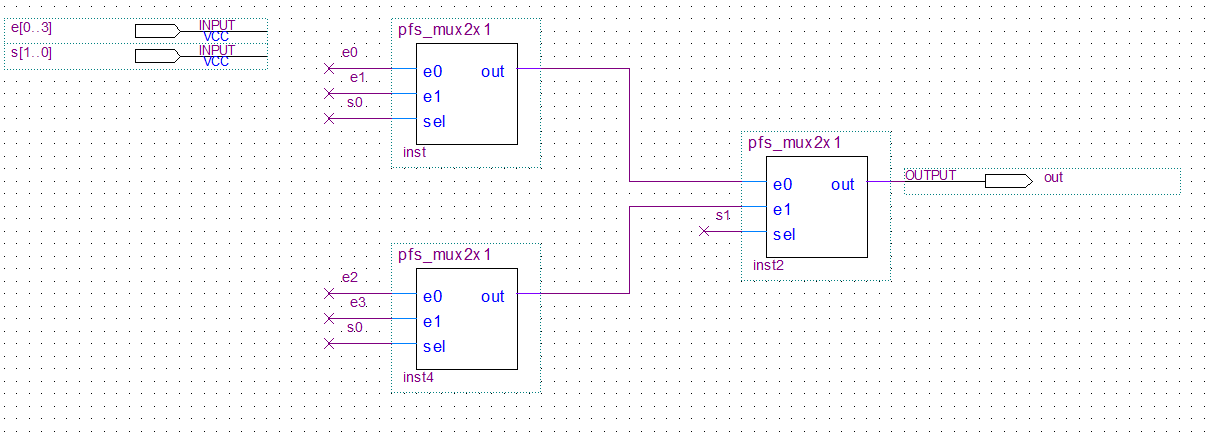 e[0..3]
INPUT
VCC
s[1..0]
INPUT
VCC
pfs_mux2x1
e0
e1
s0
e0
out
e1
sel
inst
pfs_mux2x1
s1
e0
out
e1
sel
inst2
OUTPUT
out
pfs_mux2x1
e2
e3
s0
e0
out
e1
sel
inst4